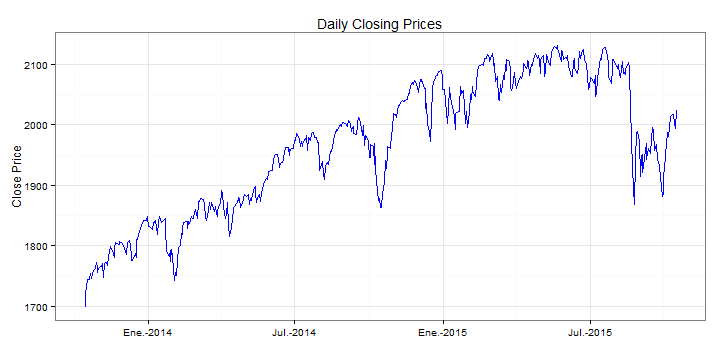 Daily Closing Prices
Close Price
2100
2000
1900
1800
1700
Ene.-2014
Jul.-2014
Ene.-2015
Jul.-2015